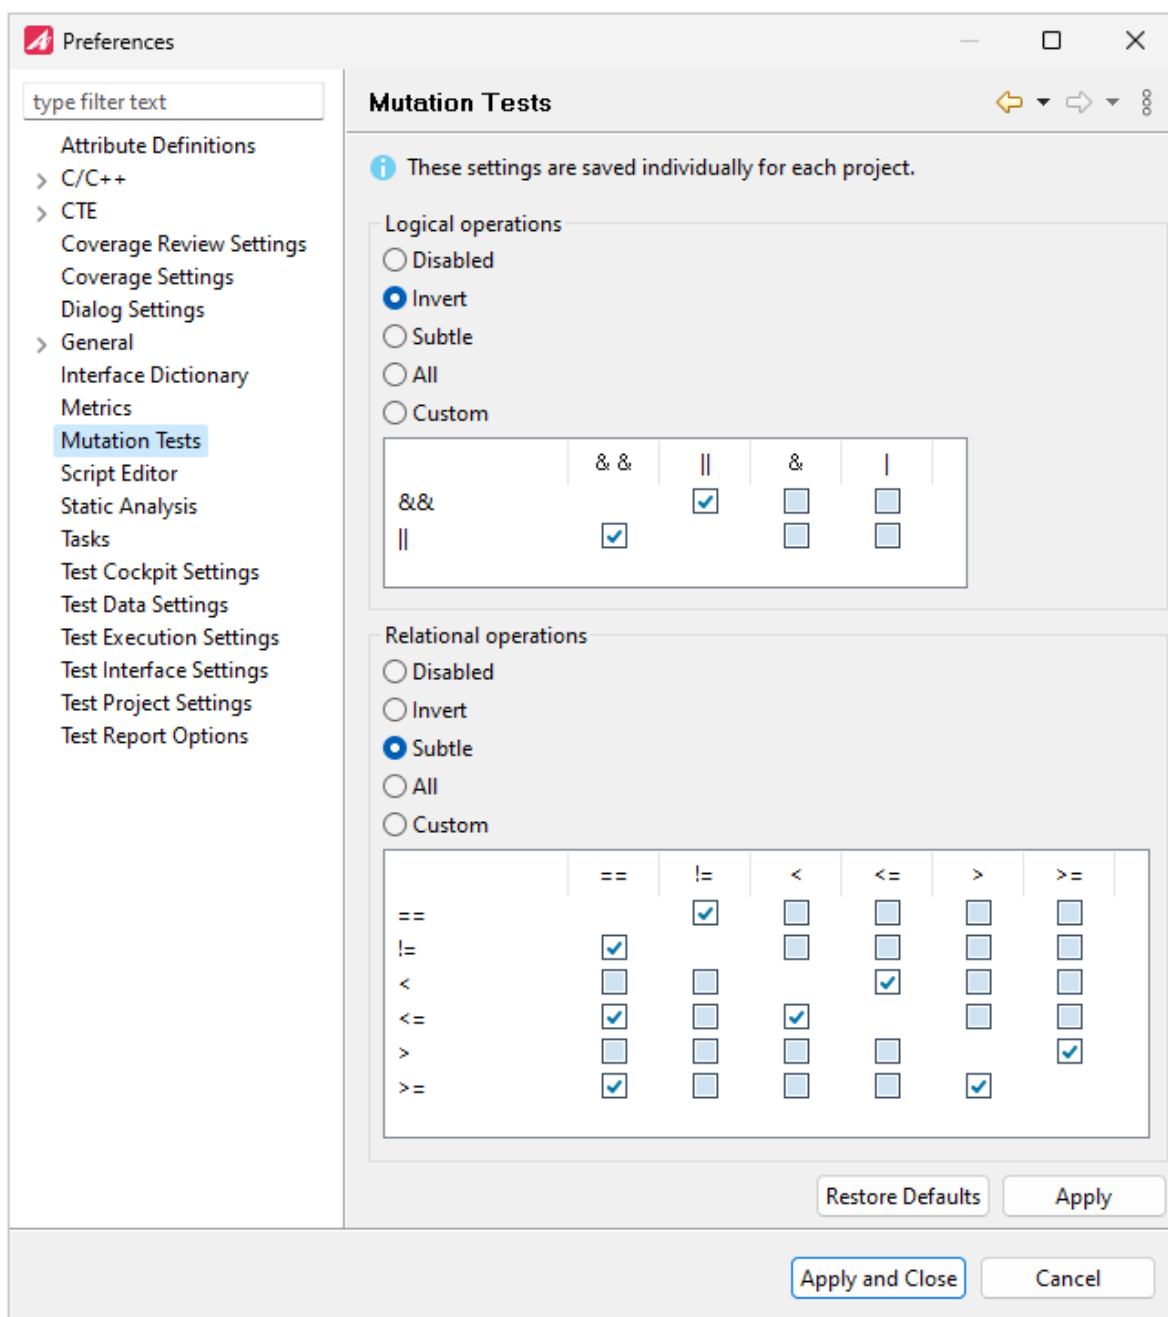 Preferences
type filter text
Attribute Definitions
C/C++
CTE
Coverage Review Settings
Coverage Settings
Dialog Settings
General
Interface Dictionary
Metrics
Mutation Tests
Script Editor
Static Analysis
Tasks
Test Cockpit Settings
Test Data Settings
Test Execution Settings
Test Interface Settings
Test Project Settings
Test Report Options
Mutation Tests
These settings are saved individually for each project.
Logical operations
Disabled
Invert
Subtle
All
Custom
&& || & |
&&
||
Relational operations
Disabled
Invert
Subtle
All
Custom
== != < <= > >=
==
!=
<
<=
>
>=
Restore Defaults Apply
Apply and Close Cancel